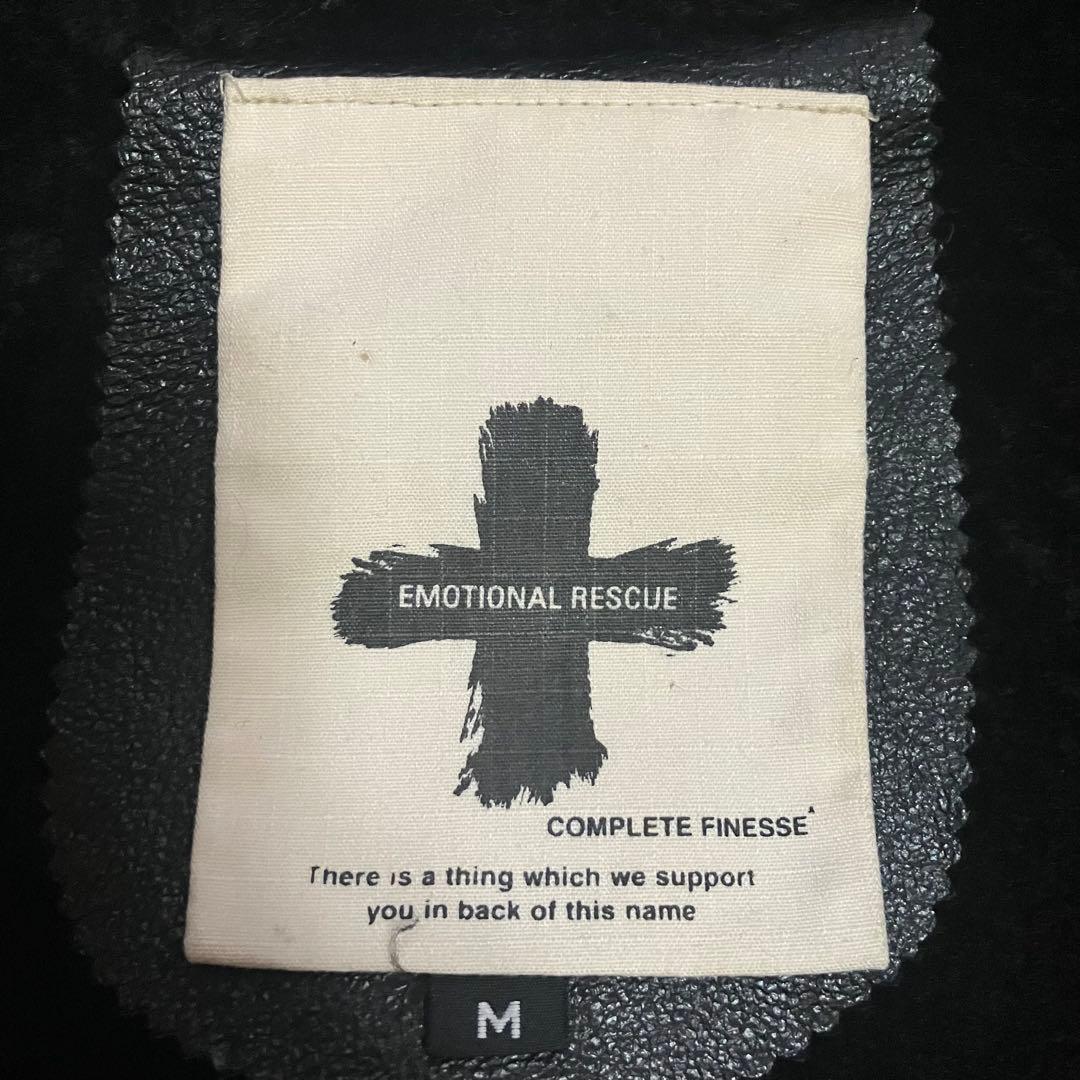 EMOTIONAL RESCUE
COMPLETE FINESSE
There is a thing which we support
you in back of this name
M